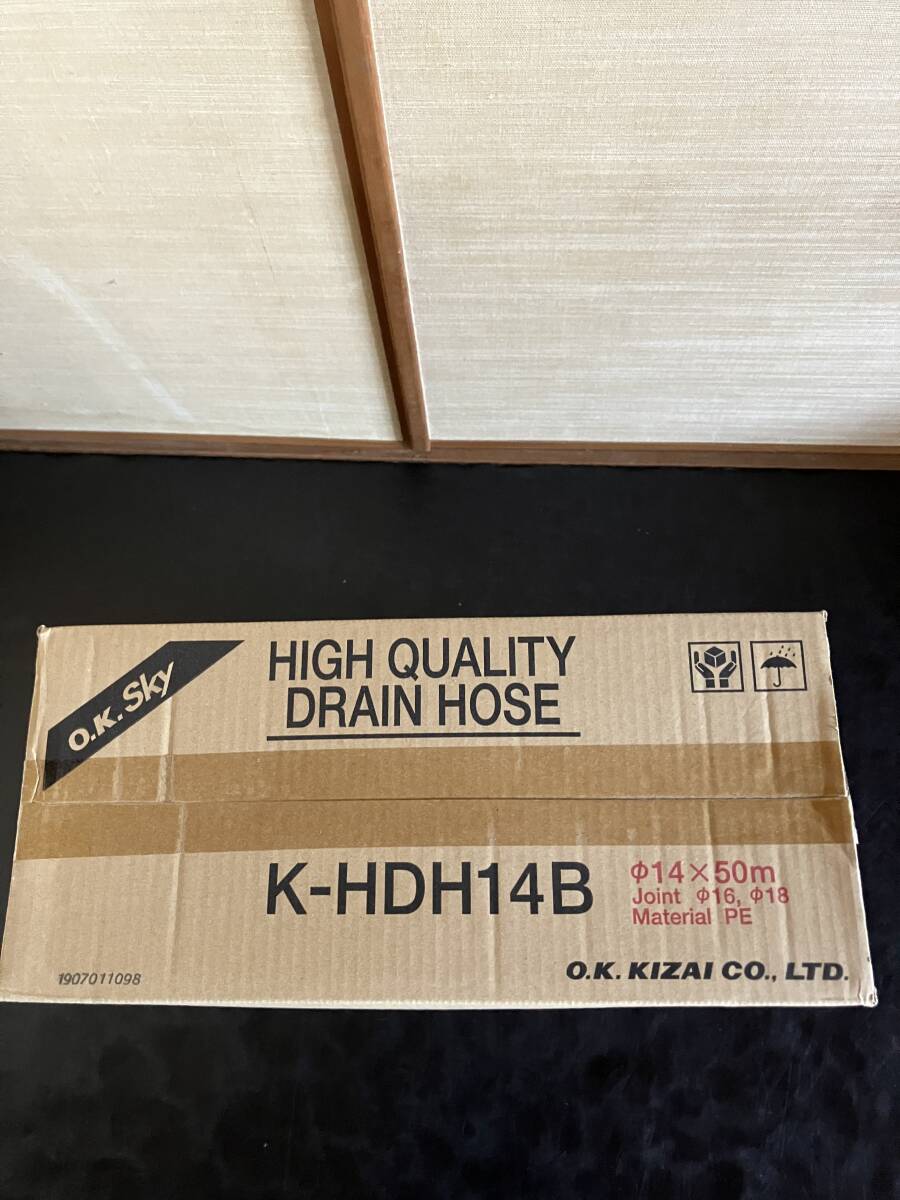 O.K. Sky
HIGH QUALITY
DRAIN HOSE
K-HDH14B
Φ14×50m
Joint Φ16, Φ18
Material PE
1907011098
O.K. KIZAI CO., LTD.